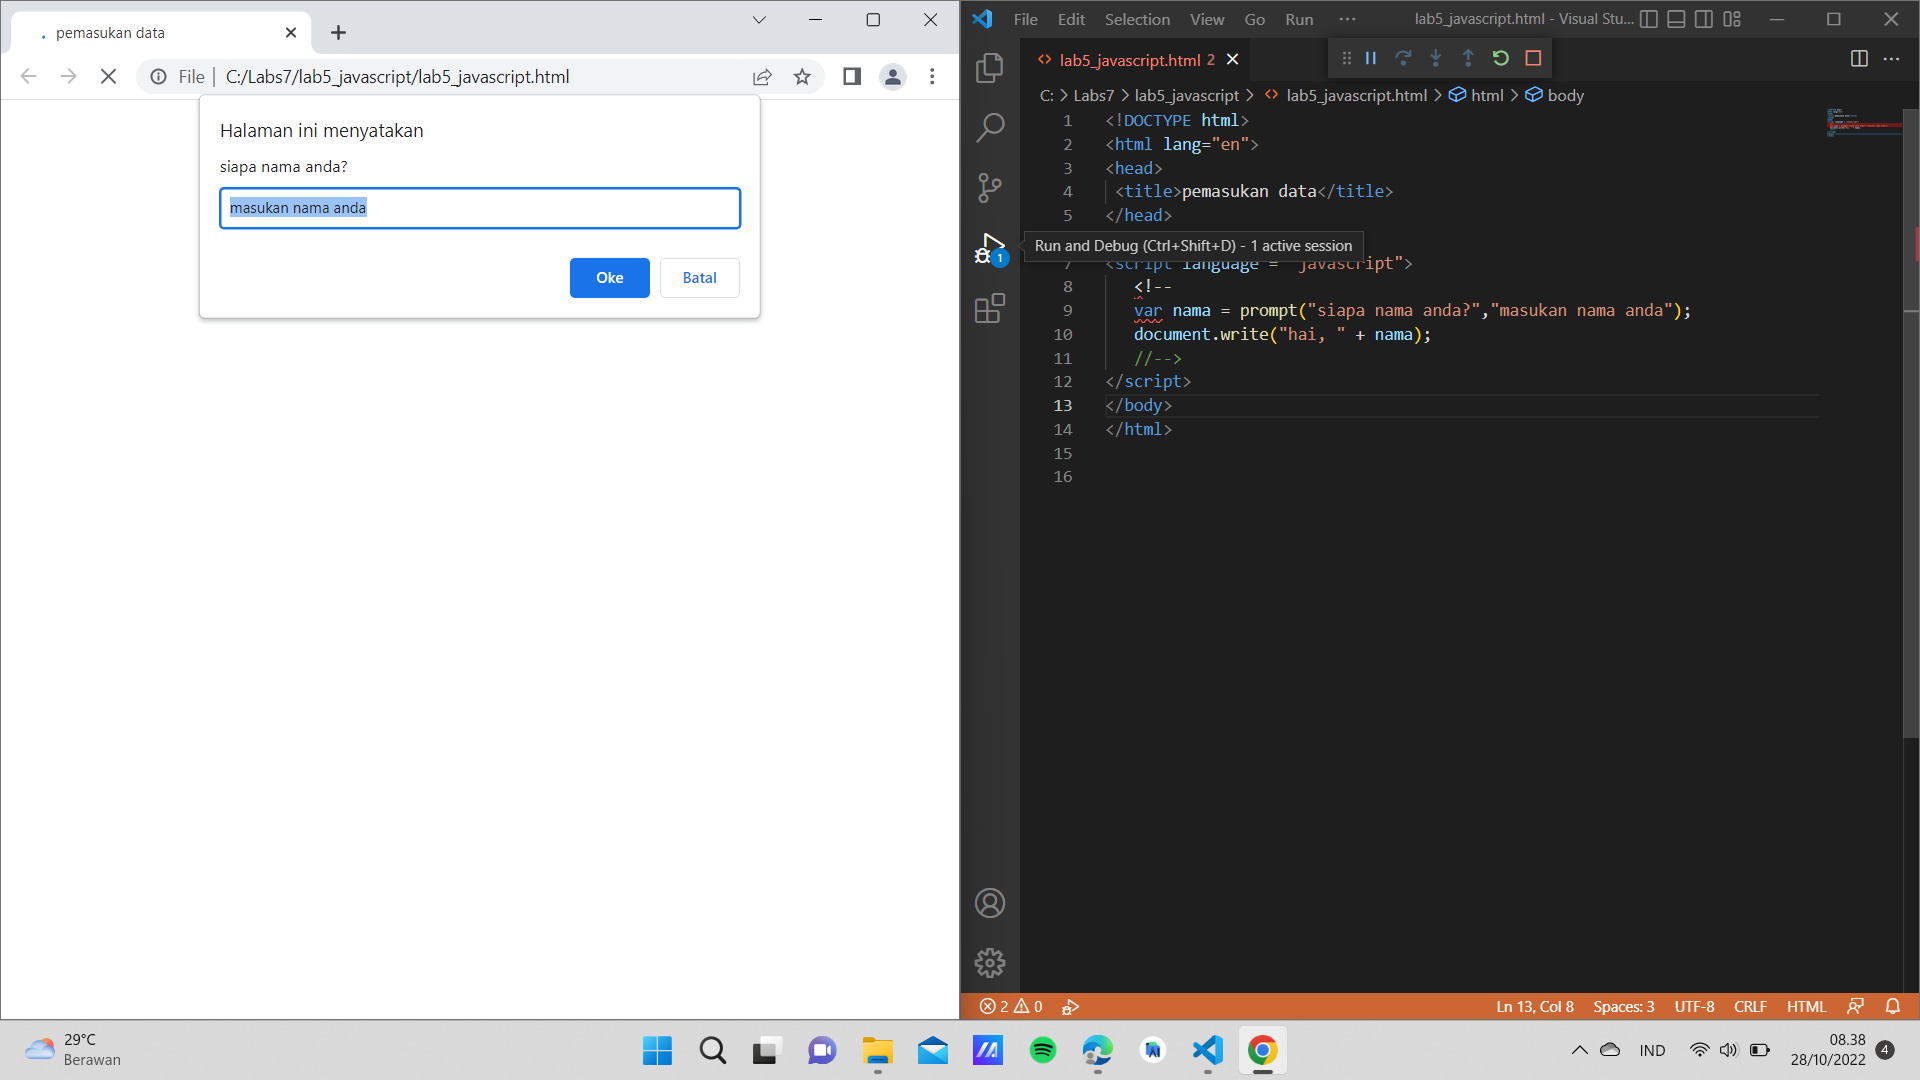 pemasukan data
File
C:/Labs7/lab5_javascript/lab5_javascript.html
Halaman ini menyatakan
siapa nama anda?
masukan nama anda
Oke
Batal
File Edit Selection View Go Run ···
lab5_javascript.html - Visual Stu...
lab5_javascript.html 2
C: > Labs7 > lab5_javascript > lab5_javascript.html > html > body
1 <!DOCTYPE html>
2 <html lang="en">
3 <head>
4 <title>pemasukan data</title>
5 </head>
Run and Debug (Ctrl+Shift+D) - 1 active session
1
7 <script language = "javascript">
8 <!--
9 var nama = prompt("siapa nama anda?","masukan nama anda");
10 document.write("hai, " + nama);
11 //-->
12 </script>
13 </body>
14 </html>
15
16
2 0
Ln 13, Col 8
Spaces: 3
UTF-8
CRLF
HTML
29°C
Berawan
IND
08.38
28/10/2022
4